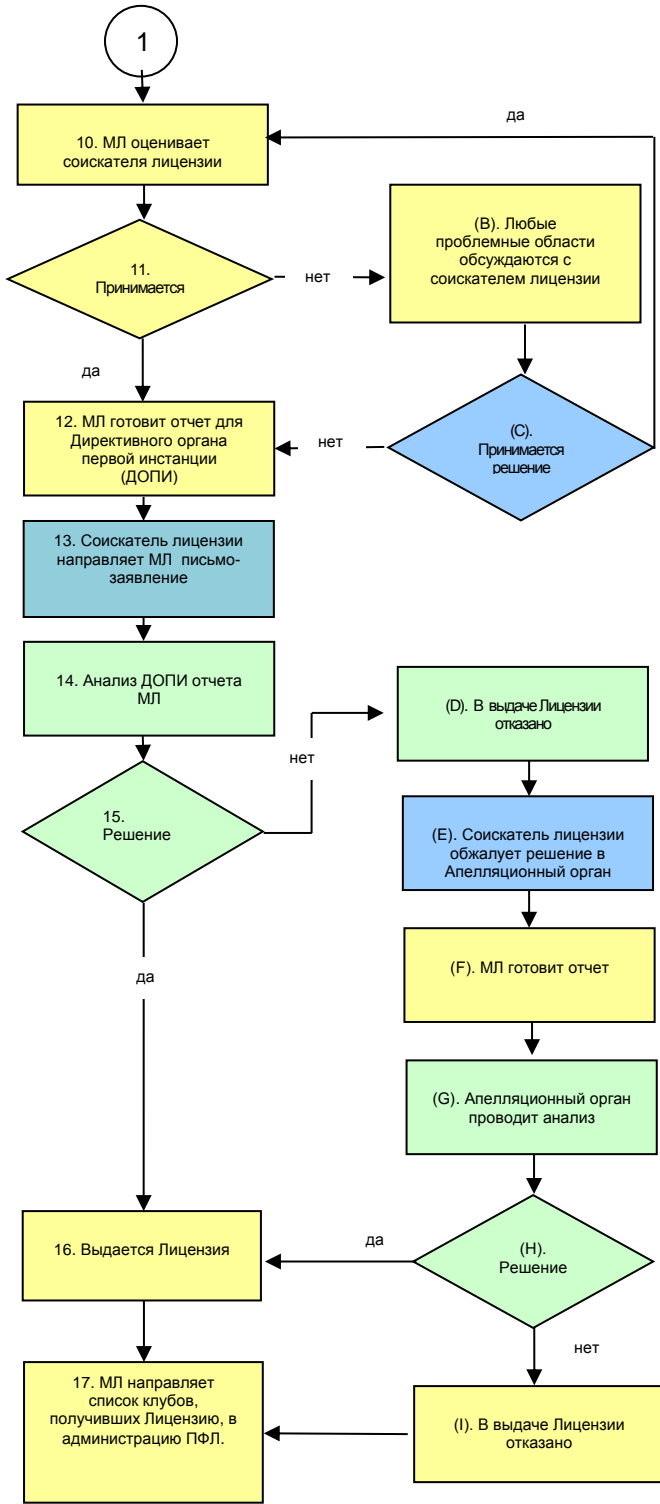 1
10. МЛ оценивает
соискателя лицензии
да
(B). Любые
проблемные области
обсуждаются с
соискателем лицензии
11.
Принимается
нет
да
12. МЛ готовит отчет для
Директивного органа
первой инстанции
(ДОПИ)
нет
(C).
Принимается
решение
13. Соискатель лицензии
направляет МЛ письмо-
заявление
14. Анализ ДОПИ отчета
МЛ
(D). В выдаче Лицензии
отказано
нет
15.
Решение
(E). Соискатель лицензии
обжалует решение в
Апелляционный орган
да
(F). МЛ готовит отчет
(G). Апелляционный орган
проводит анализ
16. Выдается Лицензия
да
(H).
Решение
нет
17. МЛ направляет
список клубов,
получивших Лицензию, в
администрацию ПФЛ.
(I). В выдаче Лицензии
отказано